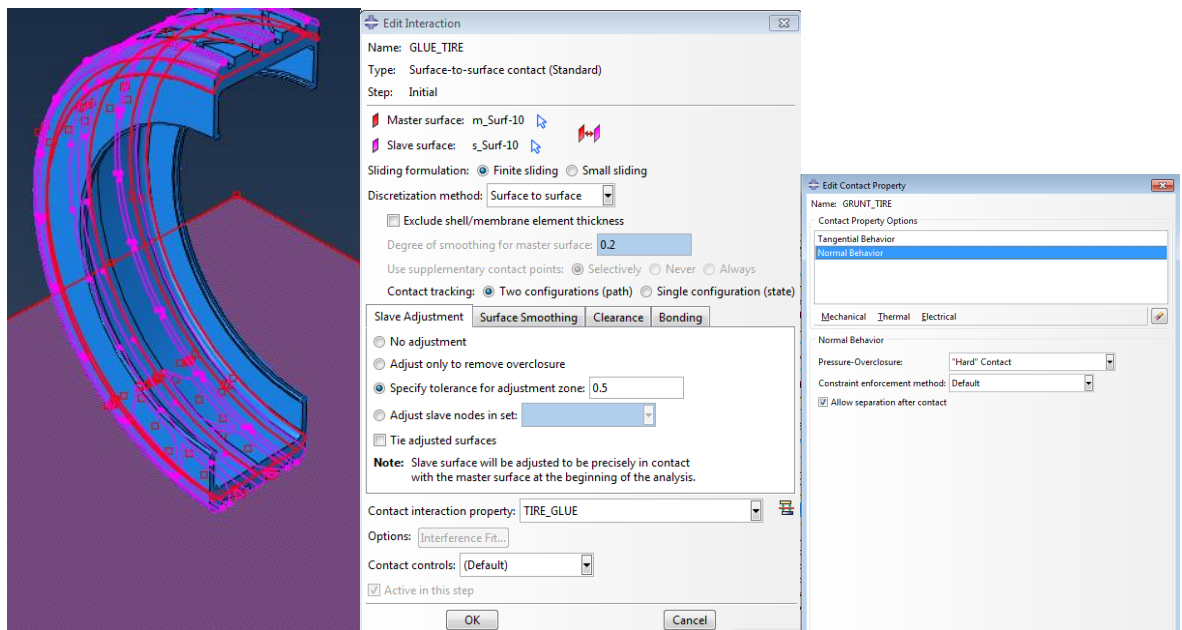 Edit Interaction
Name: GLUE_TIRE
Type: Surface-to-surface contact (Standard)
Step: Initial
Master surface: m_Surf-10
Slave surface: s_Surf-10
Sliding formulation: Finite sliding Small sliding
Discretization method: Surface to surface
Exclude shell/membrane element thickness
Degree of smoothing for master surface: 0.2
Use supplementary contact points: Selectively Never Always
Contact tracking: Two configurations (path) Single configuration (state)
Slave Adjustment Surface Smoothing Clearance Bonding
No adjustment
Adjust only to remove overclosure
Specify tolerance for adjustment zone: 0.5
Adjust slave nodes in set:
Tie adjusted surfaces
Note: Slave surface will be adjusted to be precisely in contact
with the master surface at the beginning of the analysis.
Contact interaction property: TIRE_GLUE
Options: Interference Fit...
Contact controls: (Default)
Active in this step
OK Cancel
Edit Contact Property
Name: GRUNT_TIRE
Contact Property Options
Tangential Behavior
Normal Behavior
Mechanical Thermal Electrical
Normal Behavior
Pressure-Overclosure: "Hard" Contact
Constraint enforcement method: Default
Allow separation after contact